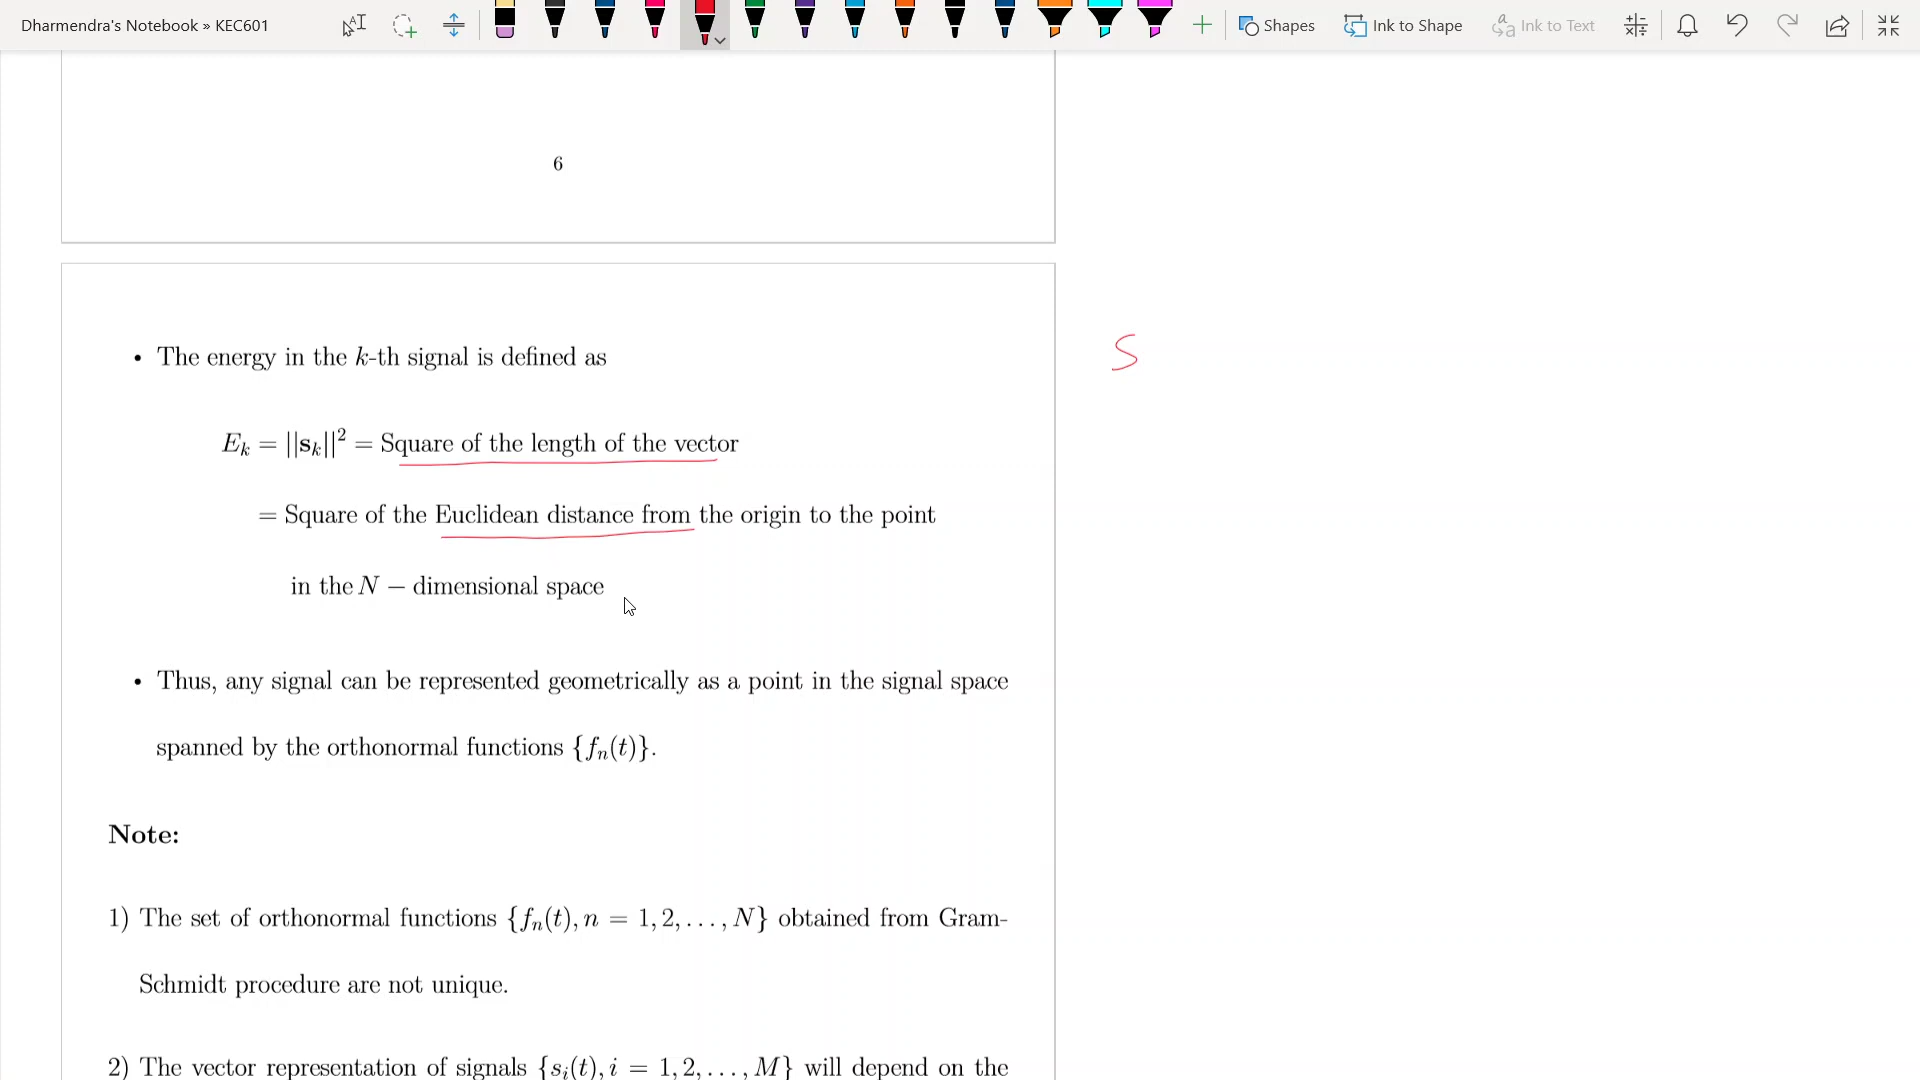 Dharmendra's Notebook » KEC601
Shapes
Ink to Shape
Ink to Text
6
• The energy in the k-th signal is defined as
S
E_k = ||s_k||² = Square of the length of the vector
= Square of the Euclidean distance from the origin to the point
in the N − dimensional space
• Thus, any signal can be represented geometrically as a point in the signal space
spanned by the orthonormal functions {f_n(t)}.
Note:
1) The set of orthonormal functions {f_n(t), n = 1, 2, . . . , N} obtained from Gram-
Schmidt procedure are not unique.
2) The vector representation of signals {s_i(t), i = 1, 2, . . . , M} will depend on the